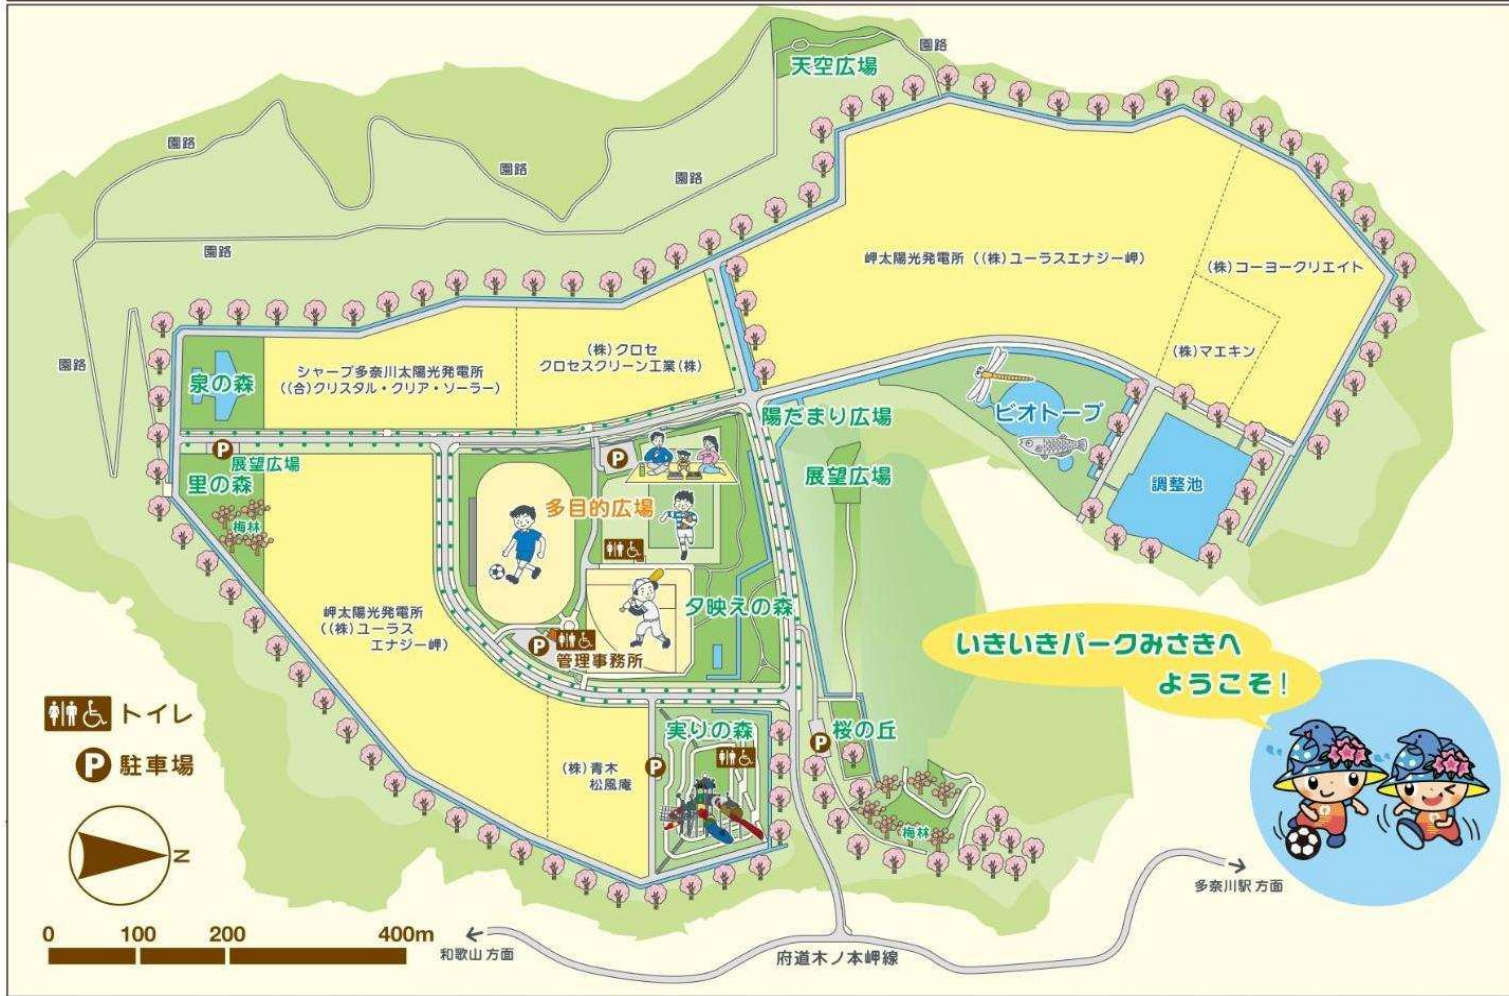 園路
天空広場
園路
園路
園路
園路
園路
岬太陽光発電所 ((株)ユーラスエナジー岬)
(株)コーヨークリエイト
(株)マエキン
(株)クロセ
クロセスクリーン工業(株)
シャープ多奈川太陽光発電所
((合)クリスタル・クリア・ソーラー)
泉の森
陽だまり広場
ビオトープ
調整池
P
展望広場
里の森
梅林
P
展望広場
多目的広場
夕映えの森
岬太陽光発電所
((株)ユーラス
エナジー岬)
P
管理事務所
いきいきパークみさきへ
ようこそ!
実りの森
P
桜の丘
P
(株)青木
松風庵
梅林
トイレ
P 駐車場
N
0 100 200 400m
和歌山方面
府道木ノ本岬線
多奈川駅方面